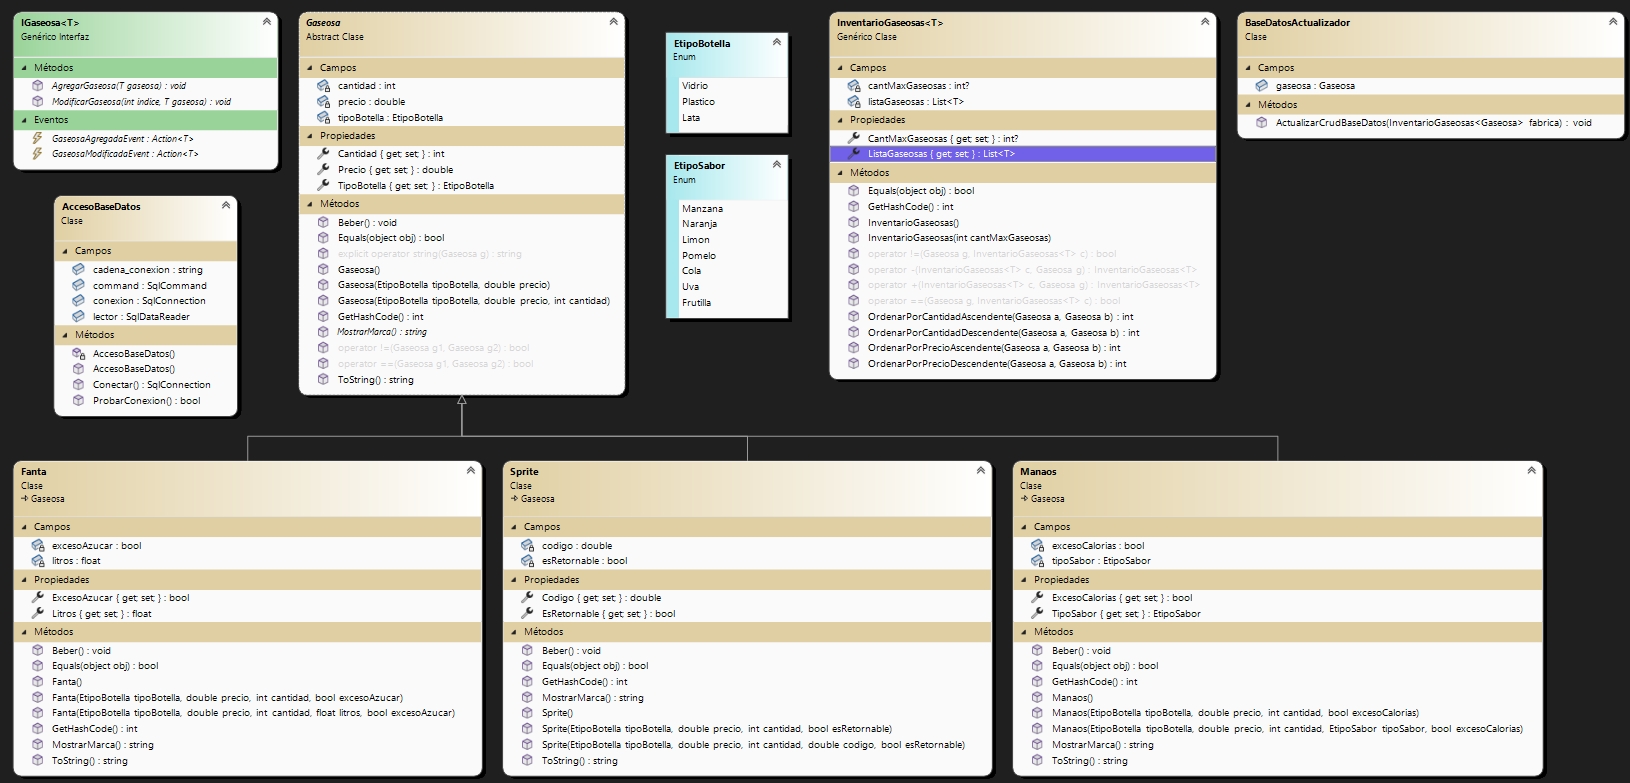 IGaseosa<T>
Genérico Interfaz
Métodos
AgregarGaseosa(T gaseosa) : void
ModificarGaseosa(int indice, T gaseosa) : void
Eventos
GaseosaAgregadaEvent : Action<T>
GaseosaModificadaEvent : Action<T>
AccesoBaseDatos
Clase
Campos
cadena_conexion : string
command : SqlCommand
conexion : SqlConnection
lector : SqlDataReader
Métodos
AccesoBaseDatos()
AccesoBaseDatos()
Conectar() : SqlConnection
ProbarConexion() : bool
Gaseosa
Abstract Clase
Campos
cantidad : int
precio : double
tipoBotella : EtipoBotella
Propiedades
Cantidad { get; set; } : int
Precio { get; set; } : double
TipoBotella { get; set; } : EtipoBotella
Métodos
Beber() : void
Equals(object obj) : bool
explicit operator string(Gaseosa g) : string
Gaseosa()
Gaseosa(EtipoBotella tipoBotella, double precio)
Gaseosa(EtipoBotella tipoBotella, double precio, int cantidad)
GetHashCode() : int
MostrarMarca() : string
operator !=(Gaseosa g1, Gaseosa g2) : bool
operator ==(Gaseosa g1, Gaseosa g2) : bool
ToString() : string
EtipoBotella
Enum
Vidrio
Plastico
Lata
EtipoSabor
Enum
Manzana
Naranja
Limon
Pomelo
Cola
Uva
Frutilla
InventarioGaseosas<T>
Genérico Clase
Campos
cantMaxGaseosas : int?
listaGaseosas : List<T>
Propiedades
CantMaxGaseosas { get; set; } : int?
ListaGaseosas { get; set; } : List<T>
Métodos
Equals(object obj) : bool
GetHashCode() : int
InventarioGaseosas()
InventarioGaseosas(int cantMaxGaseosas)
operator !=(Gaseosa g, InventarioGaseosas<T> c) : bool
operator -(InventarioGaseosas<T> c, Gaseosa g) : InventarioGaseosas<T>
operator +(InventarioGaseosas<T> c, Gaseosa g) : InventarioGaseosas<T>
operator ==(Gaseosa g, InventarioGaseosas<T> c) : bool
OrdenarPorCantidadAscendente(Gaseosa a, Gaseosa b) : int
OrdenarPorCantidadDescendente(Gaseosa a, Gaseosa b) : int
OrdenarPorPrecioAscendente(Gaseosa a, Gaseosa b) : int
OrdenarPorPrecioDescendente(Gaseosa a, Gaseosa b) : int
BaseDatosActualizador
Clase
Campos
gaseosa : Gaseosa
Métodos
ActualizarCrudBaseDatos(InventarioGaseosas<Gaseosa> fabrica) : void
Fanta
Clase
Gaseosa
Campos
excesoAzucar : bool
litros : float
Propiedades
ExcesoAzucar { get; set; } : bool
Litros { get; set; } : float
Métodos
Beber() : void
Equals(object obj) : bool
Fanta()
Fanta(EtipoBotella tipoBotella, double precio, int cantidad, bool excesoAzucar)
Fanta(EtipoBotella tipoBotella, double precio, int cantidad, float litros, bool excesoAzucar)
GetHashCode() : int
MostrarMarca() : string
ToString() : string
Sprite
Clase
Gaseosa
Campos
codigo : double
esRetornable : bool
Propiedades
Codigo { get; set; } : double
EsRetornable { get; set; } : bool
Métodos
Beber() : void
Equals(object obj) : bool
GetHashCode() : int
MostrarMarca() : string
Sprite()
Sprite(EtipoBotella tipoBotella, double precio, int cantidad, bool esRetornable)
Sprite(EtipoBotella tipoBotella, double precio, int cantidad, double codigo, bool esRetornable)
ToString() : string
Manaos
Clase
Gaseosa
Campos
excesoCalorias : bool
tipoSabor : EtipoSabor
Propiedades
ExcesoCalorias { get; set; } : bool
TipoSabor { get; set; } : EtipoSabor
Métodos
Beber() : void
Equals(object obj) : bool
GetHashCode() : int
Manaos()
Manaos(EtipoBotella tipoBotella, double precio, int cantidad, bool excesoCalorias)
Manaos(EtipoBotella tipoBotella, double precio, int cantidad, EtipoSabor tipoSabor, bool excesoCalorias)
MostrarMarca() : string
ToString() : string